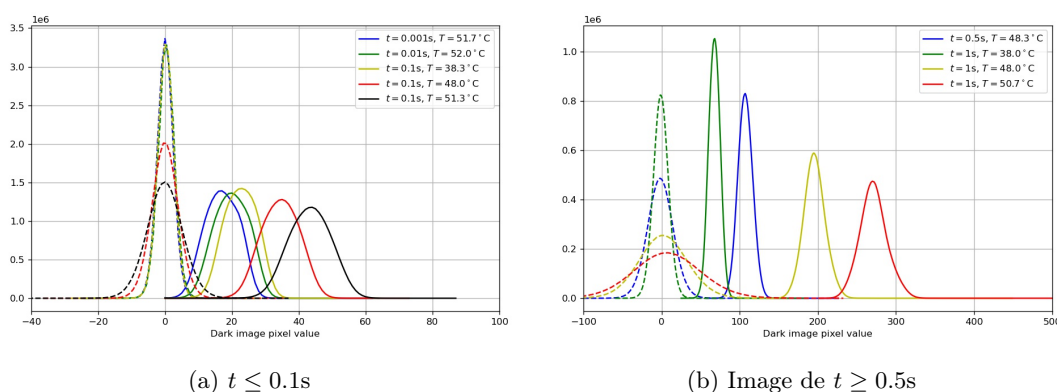 1e6
3.5
3.0
2.5
2.0
1.5
1.0
0.5
0.0
−40 −20 0 20 40 60 80 100
Dark image pixel value
t = 0.001s, T = 51.7°C
t = 0.01s, T = 52.0°C
t = 0.1s, T = 38.3°C
t = 0.1s, T = 48.0°C
t = 0.1s, T = 51.3°C
(a) t ≤ 0.1s
1e6
1.0
0.8
0.6
0.4
0.2
0.0
−100 0 100 200 300 400 500
Dark image pixel value
t = 0.5s, T = 48.3°C
t = 1s, T = 38.0°C
t = 1s, T = 48.0°C
t = 1s, T = 50.7°C
(b) Image de t ≥ 0.5s